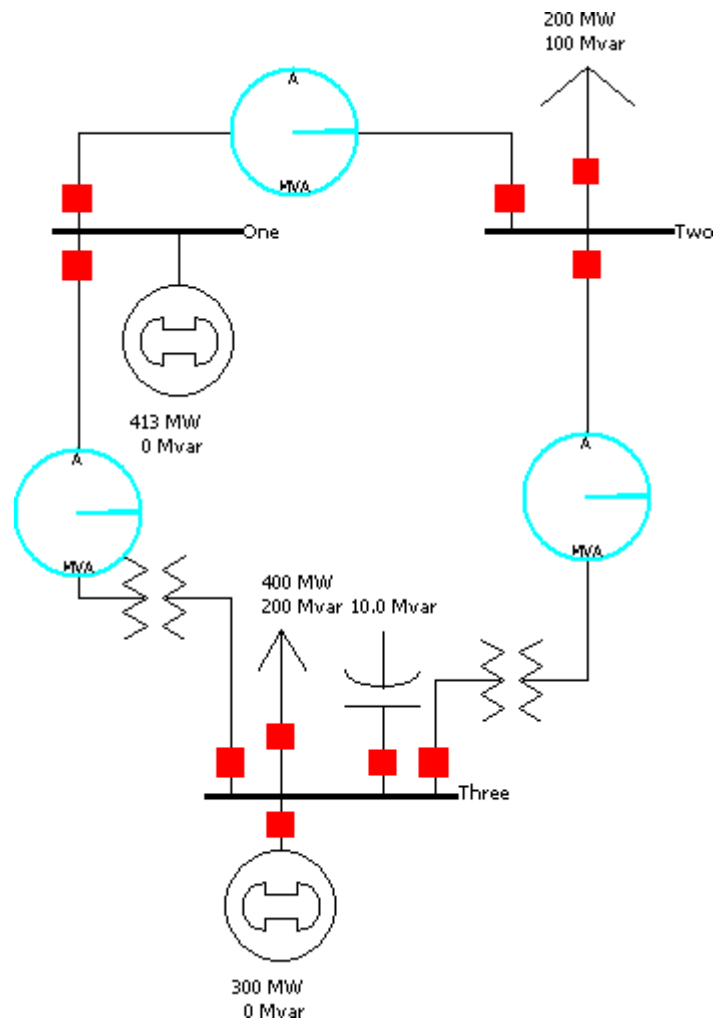 200 MW
100 Mvar
A
MVA
One
Two
413 MW
0 Mvar
A
MVA
A
MVA
400 MW
200 Mvar 10.0 Mvar
Three
300 MW
0 Mvar